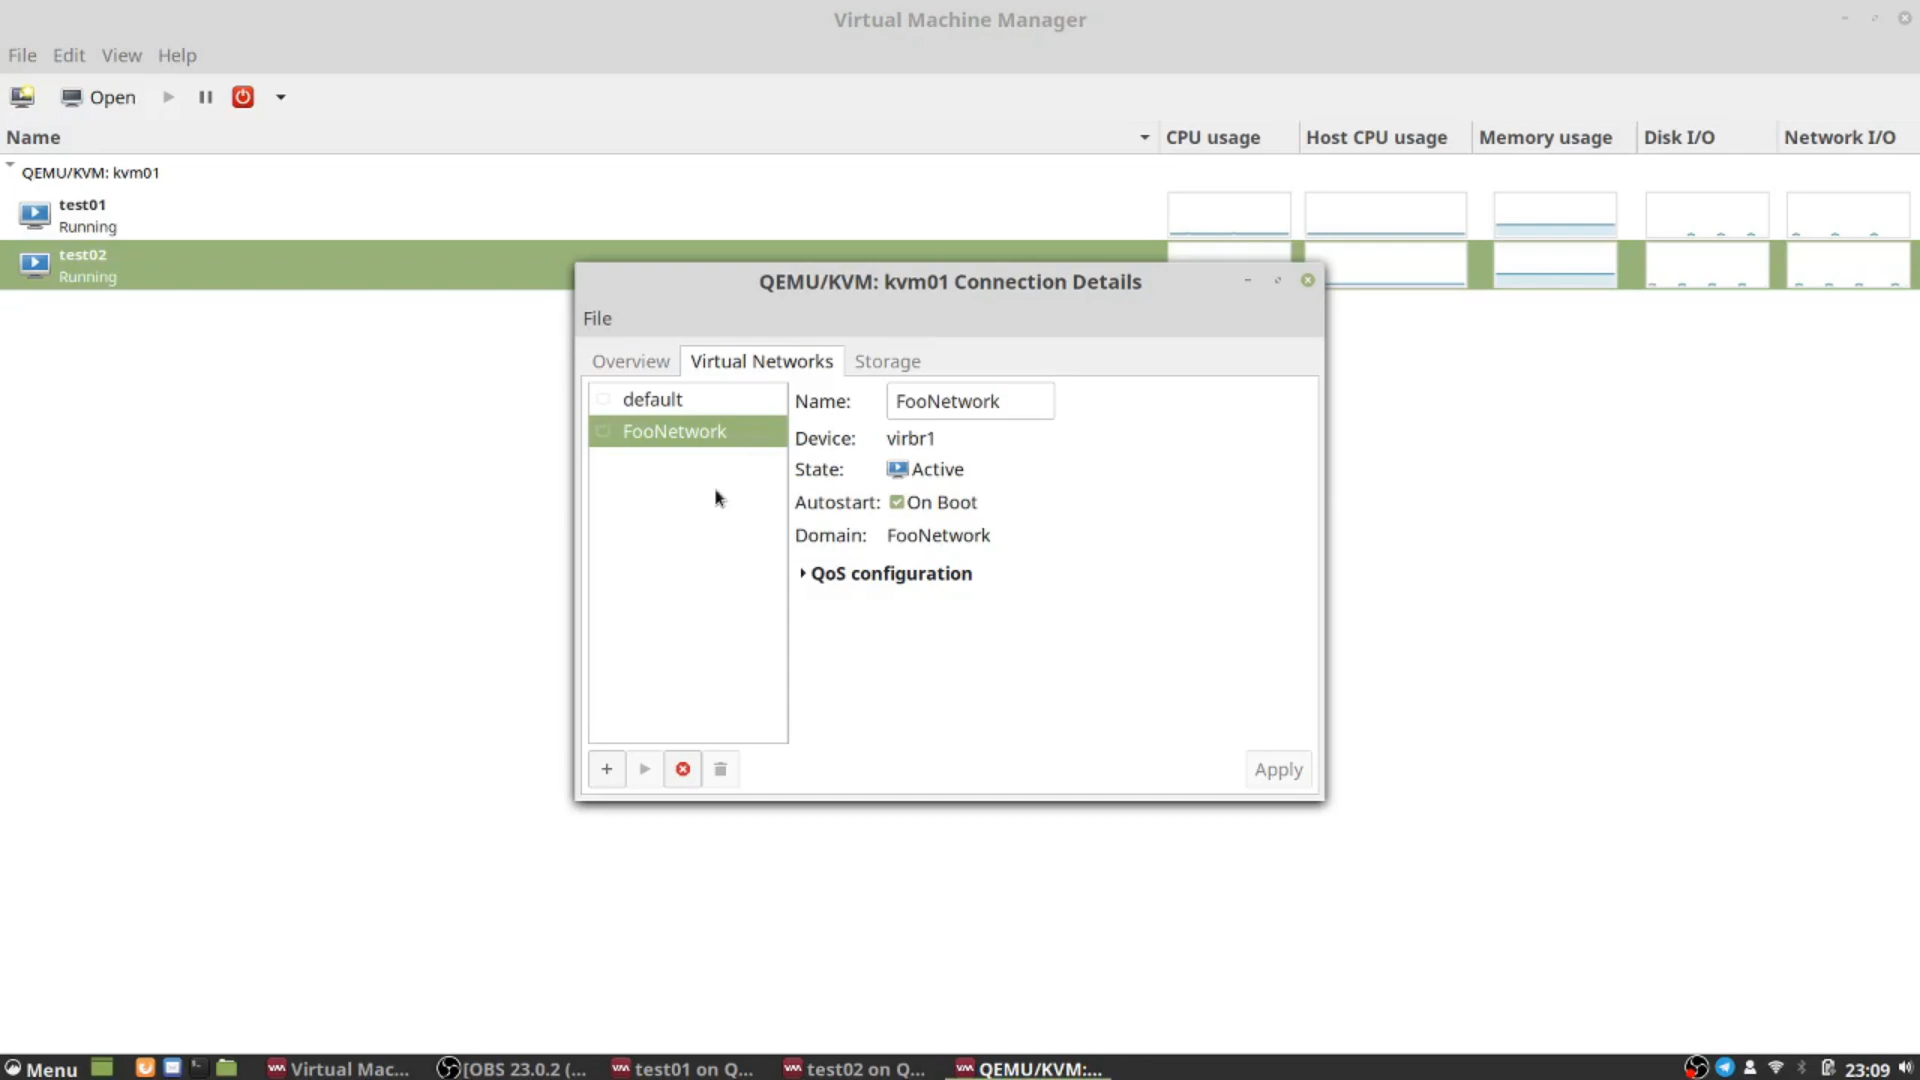 Virtual Machine Manager
File Edit View Help
Open
Name CPU usage Host CPU usage Memory usage Disk I/O Network I/O
QEMU/KVM: kvm01
test01
Running
test02
Running
QEMU/KVM: kvm01 Connection Details
File
Overview Virtual Networks Storage
default
FooNetwork
Name: FooNetwork
Device: virbr1
State: Active
Autostart: On Boot
Domain: FooNetwork
QoS configuration
Apply
Menu Virtual Mac... [OBS 23.0.2 (... test01 on Q... test02 on Q... QEMU/KVM:... 23:09